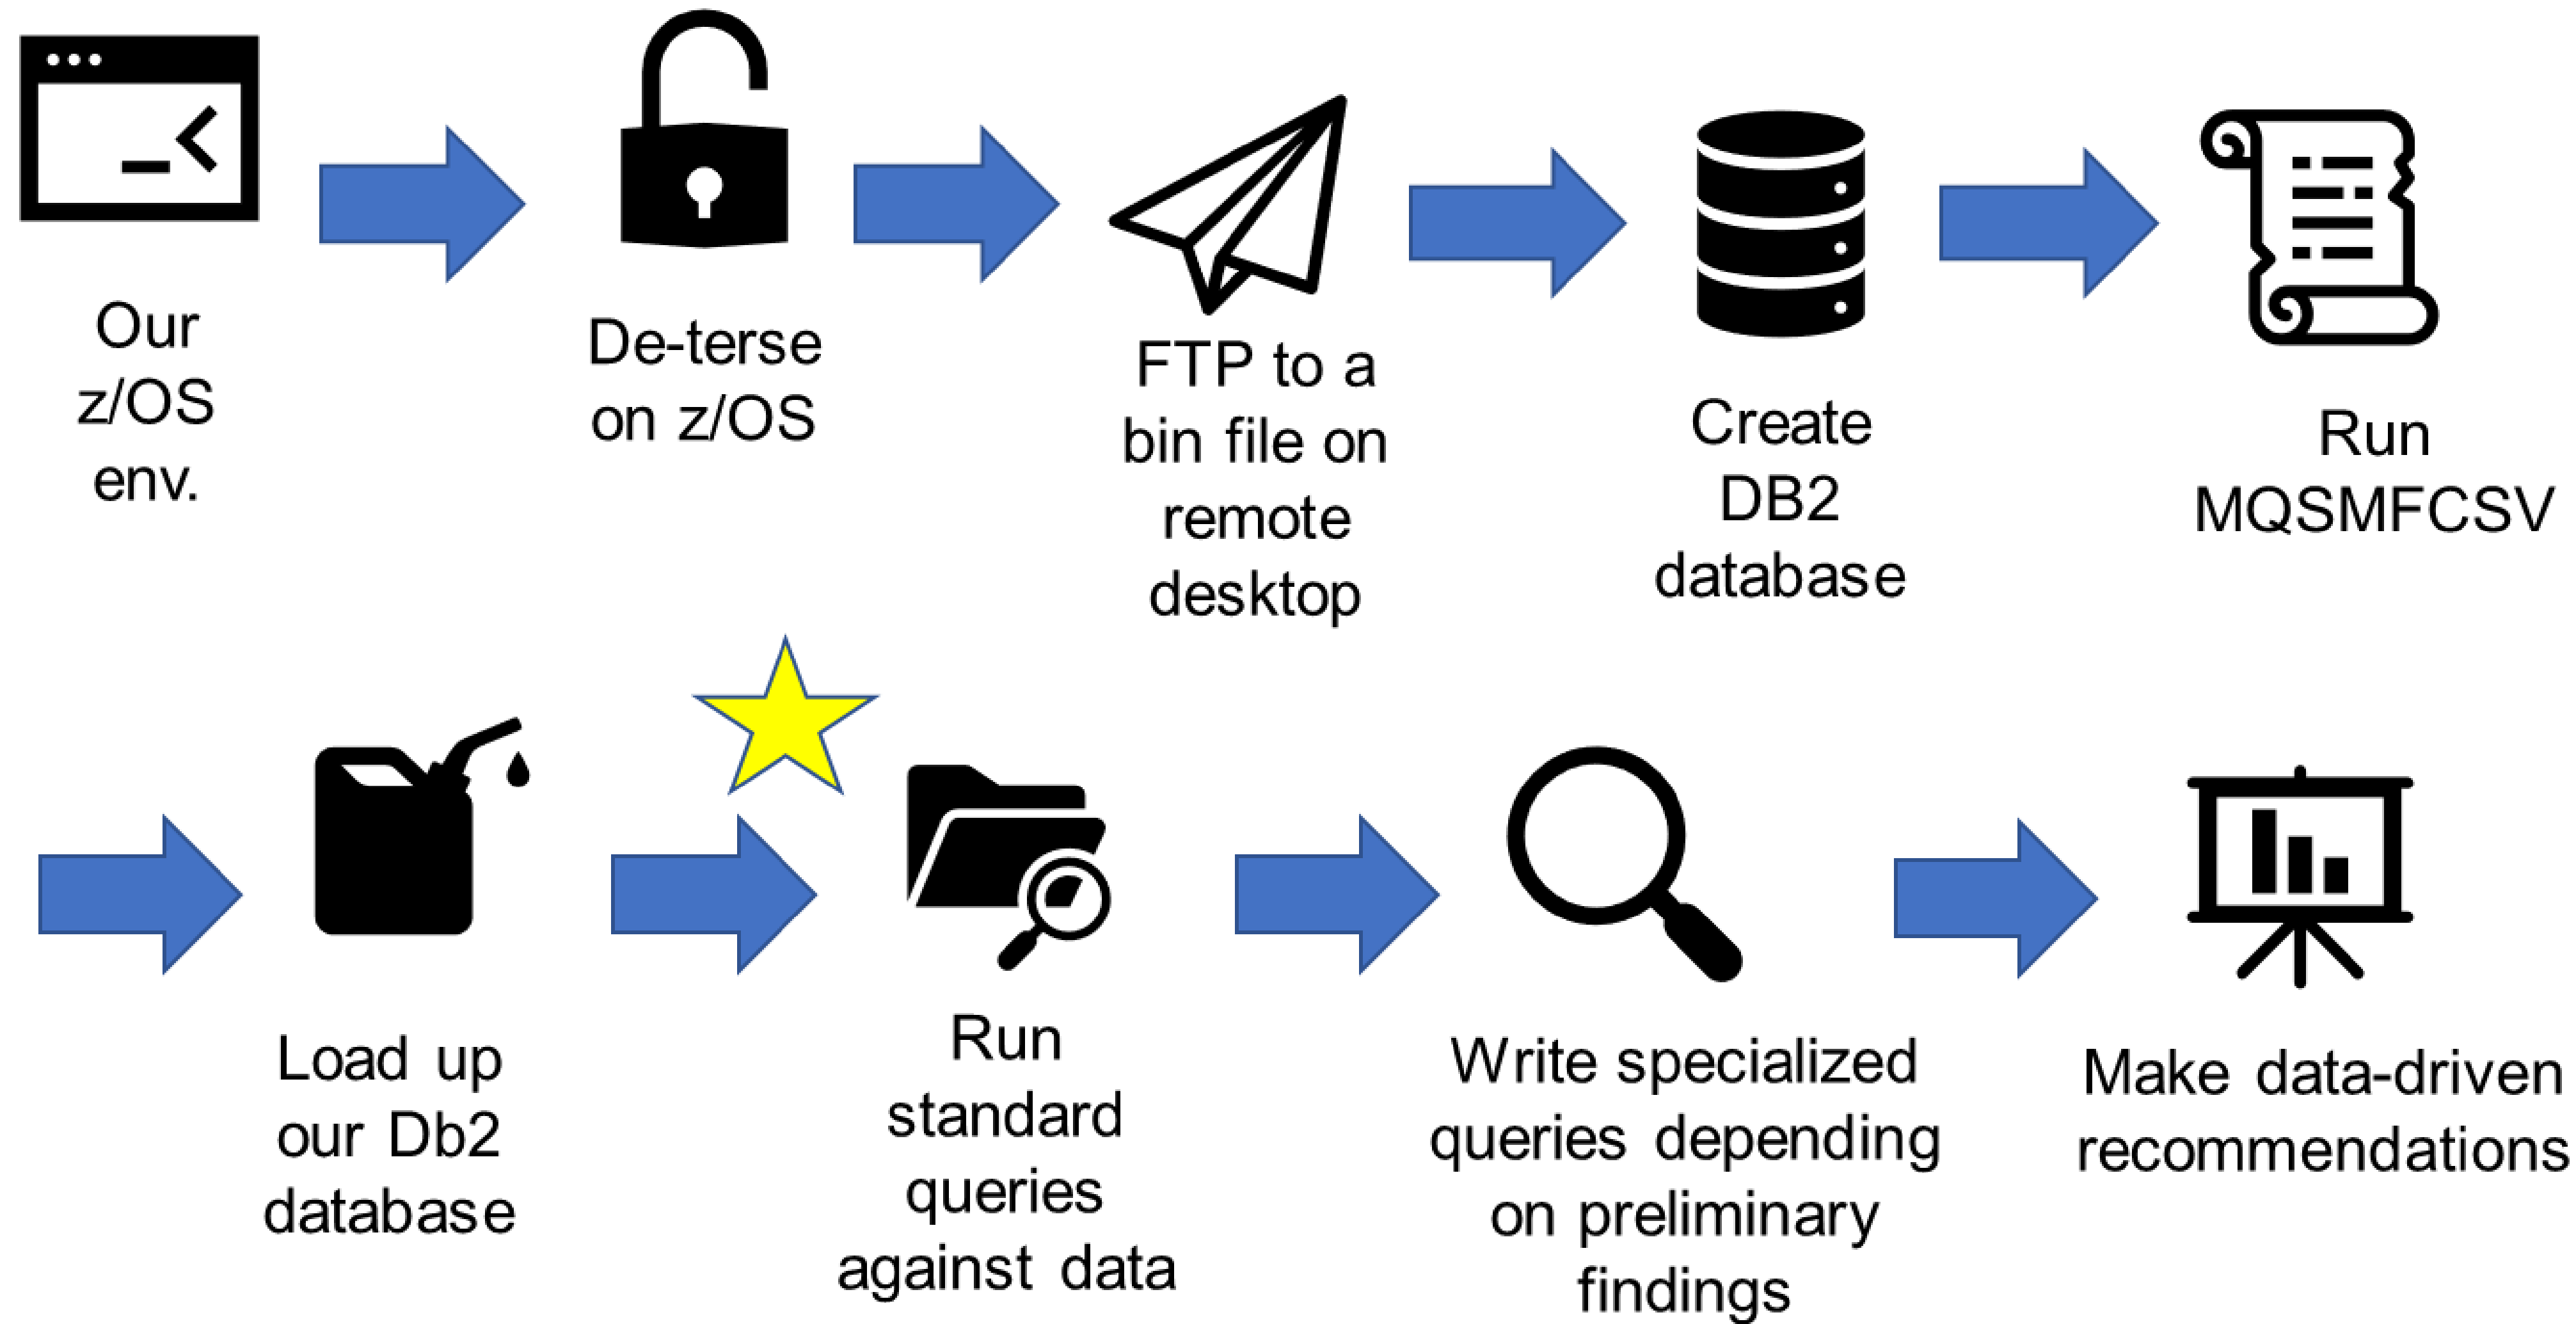 Our
z/OS
env.
De-terse
on z/OS
FTP to a
bin file on
remote
desktop
Create
DB2
database
Run
MQSMFCSV
Load up
our Db2
database
Run
standard
queries
against data
Write specialized
queries depending
on preliminary
findings
Make data-driven
recommendations